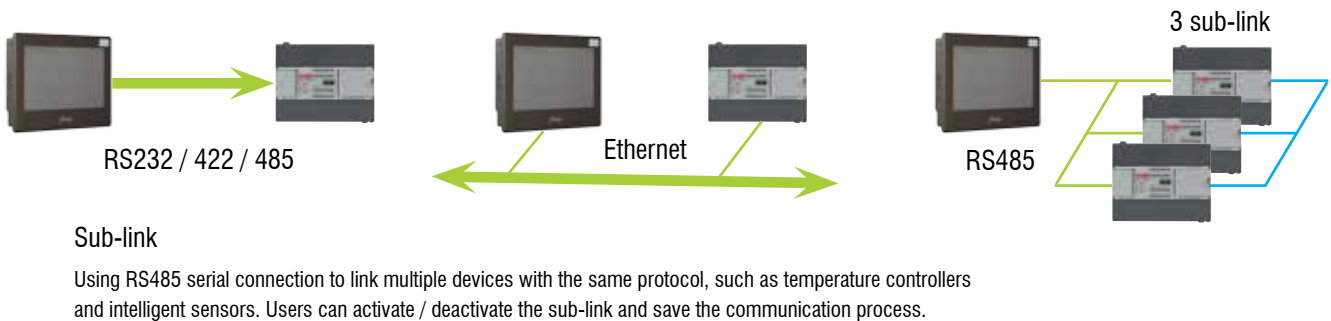 3 sub-link
RS232 / 422 / 485
Ethernet
RS485
Sub-link
Using RS485 serial connection to link multiple devices with the same protocol, such as temperature controllers
and intelligent sensors. Users can activate / deactivate the sub-link and save the communication process.